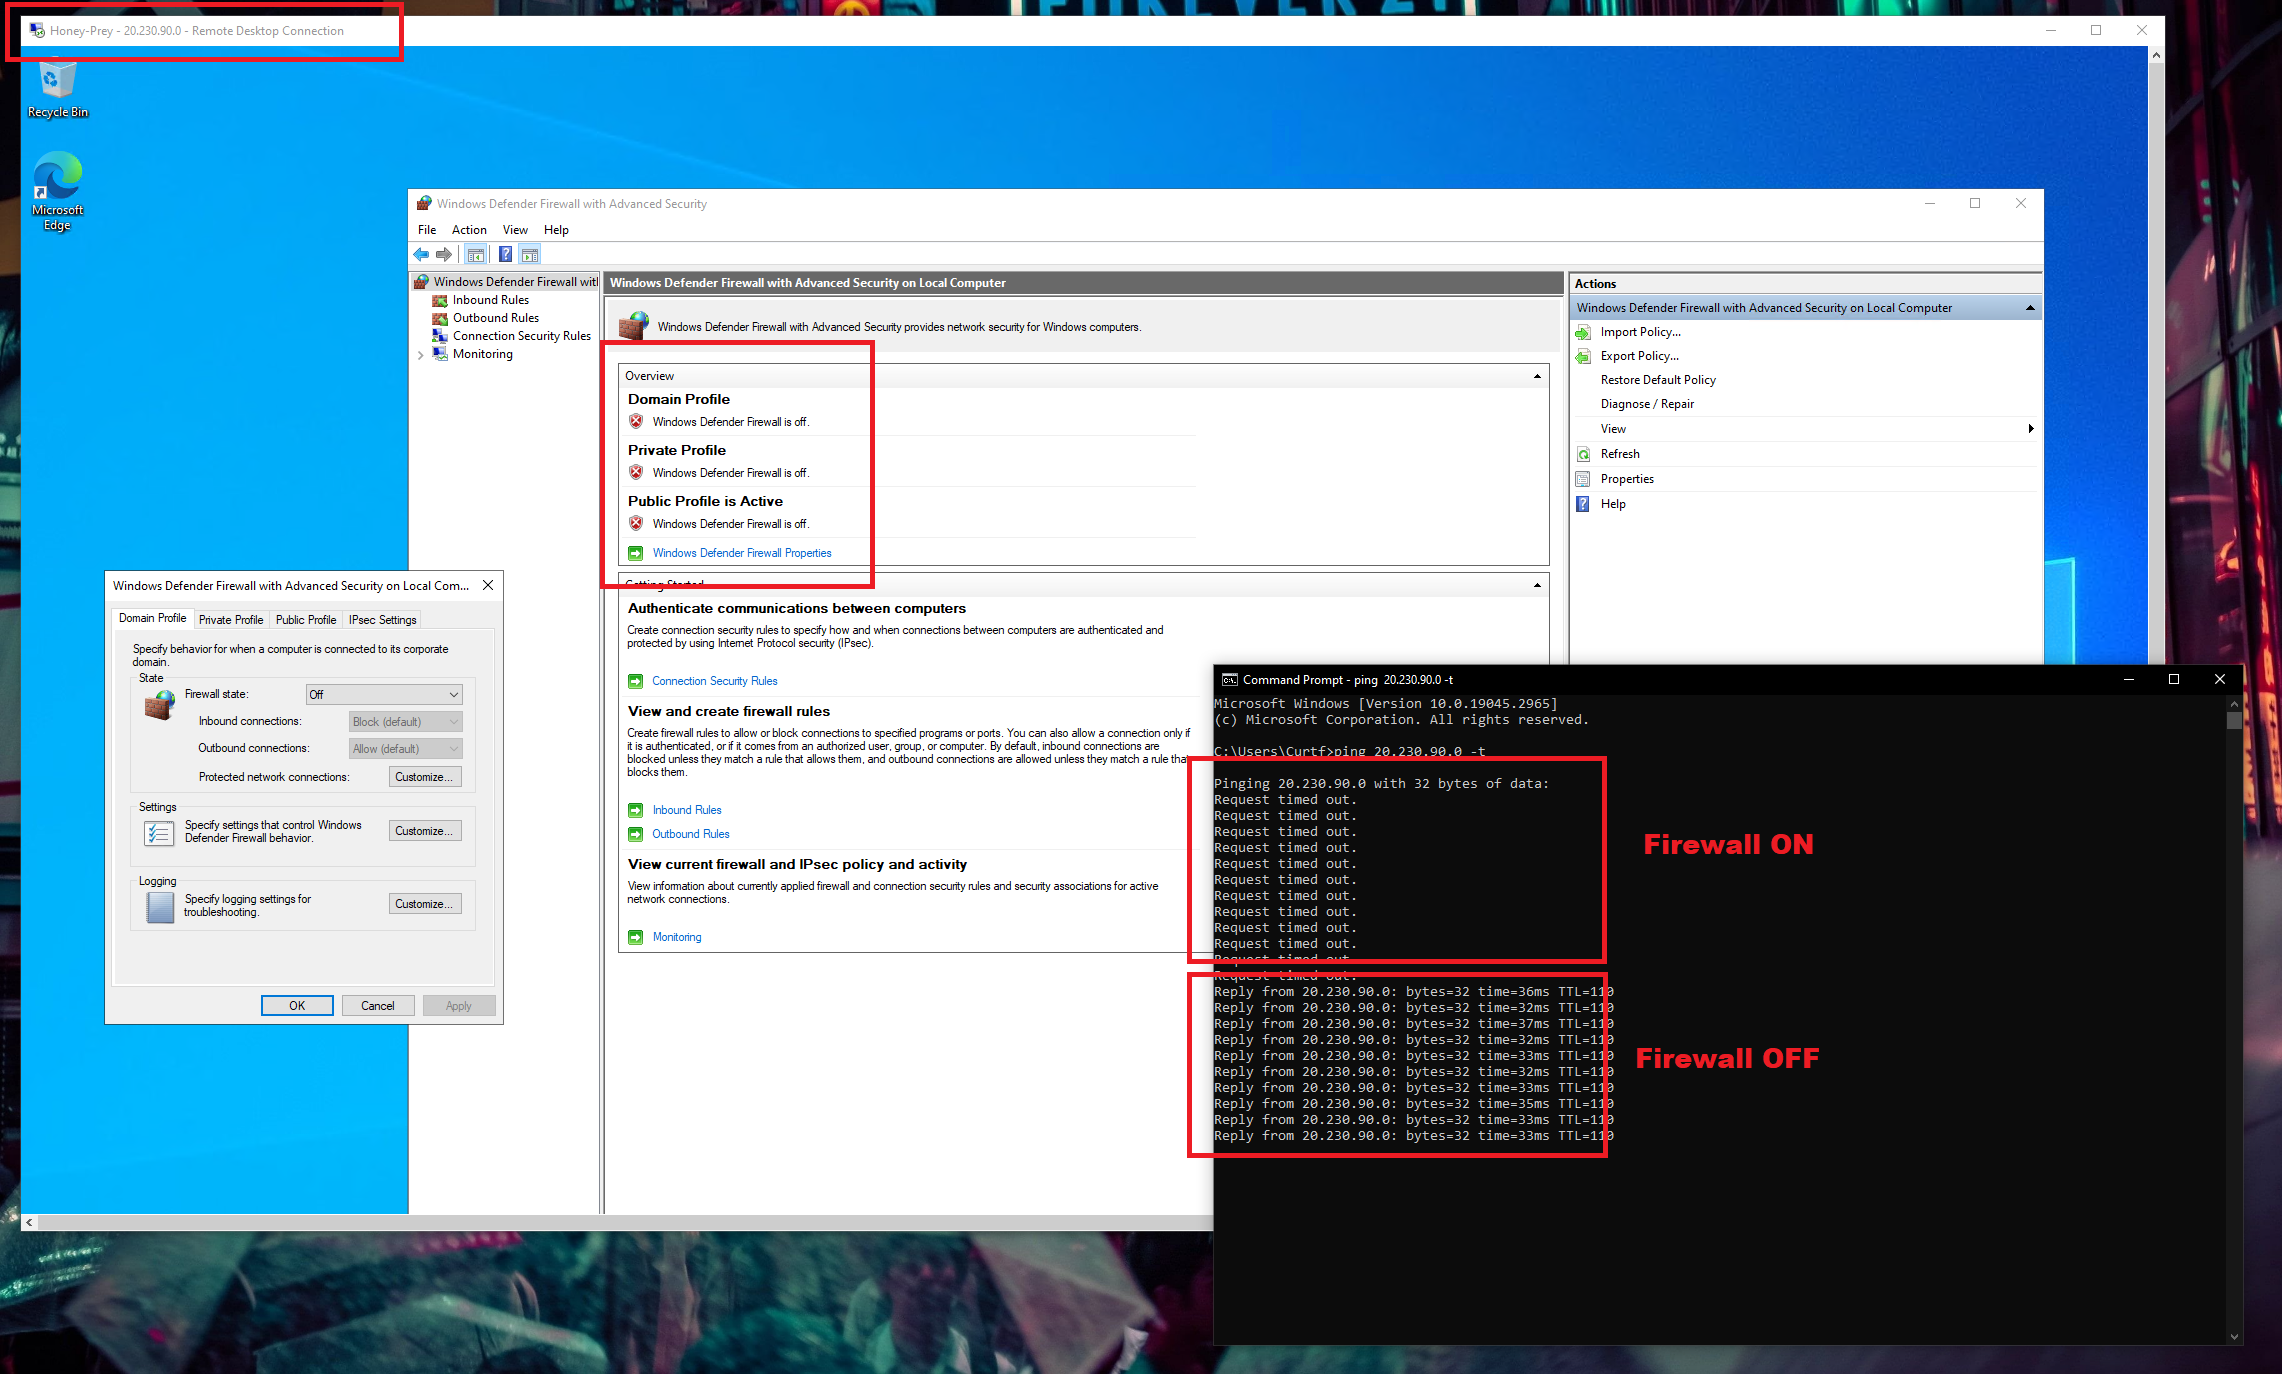 Honey-Prey - 20.230.90.0 - Remote Desktop Connection
Recycle Bin
Microsoft
Edge
Windows Defender Firewall with Advanced Security
File Action View Help
Windows Defender Firewall with
Inbound Rules
Outbound Rules
Connection Security Rules
Monitoring
Windows Defender Firewall with Advanced Security on Local Computer
Windows Defender Firewall with Advanced Security provides network security for Windows computers.
Overview
Domain Profile
Windows Defender Firewall is off.
Private Profile
Windows Defender Firewall is off.
Public Profile is Active
Windows Defender Firewall is off.
Windows Defender Firewall Properties
Getting Started
Authenticate communications between computers
Create connection security rules to specify how and when connections between computers are authenticated and
protected by using Internet Protocol security (IPsec).
Connection Security Rules
View and create firewall rules
Create firewall rules to allow or block connections to specified programs or ports. You can also allow a connection only if
it is authenticated, or if it comes from an authorized user, group, or computer. By default, inbound connections are
blocked unless they match a rule that allows them, and outbound connections are allowed unless they match a rule that
blocks them.
Inbound Rules
Outbound Rules
View current firewall and IPsec policy and activity
View information about currently applied firewall and connection security rules and security associations for active
network connections.
Monitoring
Actions
Windows Defender Firewall with Advanced Security on Local Computer
Import Policy...
Export Policy...
Restore Default Policy
Diagnose / Repair
View
Refresh
Properties
Help
Windows Defender Firewall with Advanced Security on Local Com...
Domain Profile Private Profile Public Profile IPsec Settings
Specify behavior for when a computer is connected to its corporate
domain.
State
Firewall state: Off
Inbound connections: Block (default)
Outbound connections: Allow (default)
Protected network connections: Customize...
Settings
Specify settings that control Windows
Defender Firewall behavior.
Customize...
Logging
Specify logging settings for
troubleshooting.
Customize...
OK Cancel Apply
Command Prompt - ping 20.230.90.0 -t
Microsoft Windows [Version 10.0.19045.2965]
(c) Microsoft Corporation. All rights reserved.
C:\Users\Curtf>ping 20.230.90.0 -t
Pinging 20.230.90.0 with 32 bytes of data:
Request timed out.
Request timed out.
Request timed out.
Request timed out.
Request timed out.
Request timed out.
Request timed out.
Request timed out.
Request timed out.
Request timed out.
Request timed out.
Request timed out.
Reply from 20.230.90.0: bytes=32 time=36ms TTL=110
Reply from 20.230.90.0: bytes=32 time=32ms TTL=110
Reply from 20.230.90.0: bytes=32 time=37ms TTL=110
Reply from 20.230.90.0: bytes=32 time=32ms TTL=110
Reply from 20.230.90.0: bytes=32 time=33ms TTL=110
Reply from 20.230.90.0: bytes=32 time=32ms TTL=110
Reply from 20.230.90.0: bytes=32 time=33ms TTL=110
Reply from 20.230.90.0: bytes=32 time=35ms TTL=110
Reply from 20.230.90.0: bytes=32 time=33ms TTL=110
Reply from 20.230.90.0: bytes=32 time=33ms TTL=110
Firewall ON
Firewall OFF